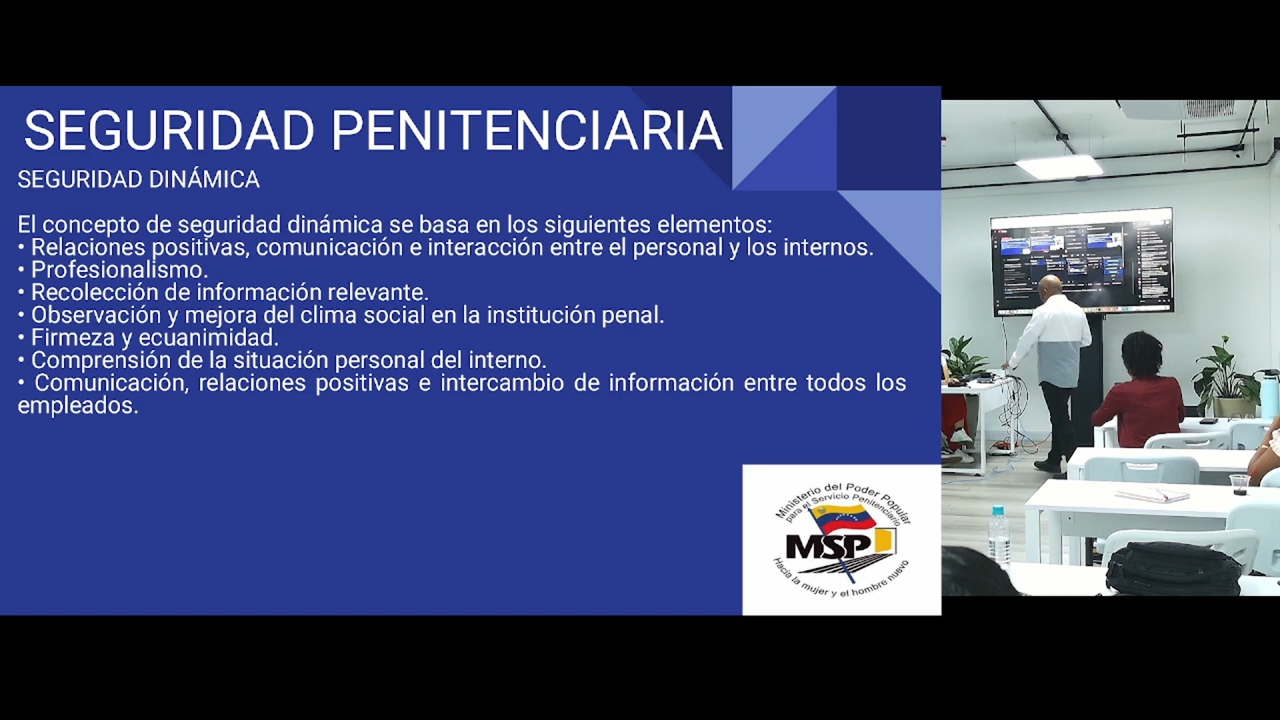 SEGURIDAD PENITENCIARIA
SEGURIDAD DINÁMICA
El concepto de seguridad dinámica se basa en los siguientes elementos:
• Relaciones positivas, comunicación e interacción entre el personal y los internos.
• Profesionalismo.
• Recolección de información relevante.
• Observación y mejora del clima social en la institución penal.
• Firmeza y ecuanimidad.
• Comprensión de la situación personal del interno.
• Comunicación, relaciones positivas e intercambio de información entre todos los
empleados.
Ministerio del Poder Popular
para el Servicio Penitenciario
MSP
Hacia la mujer y el hombre nuevo